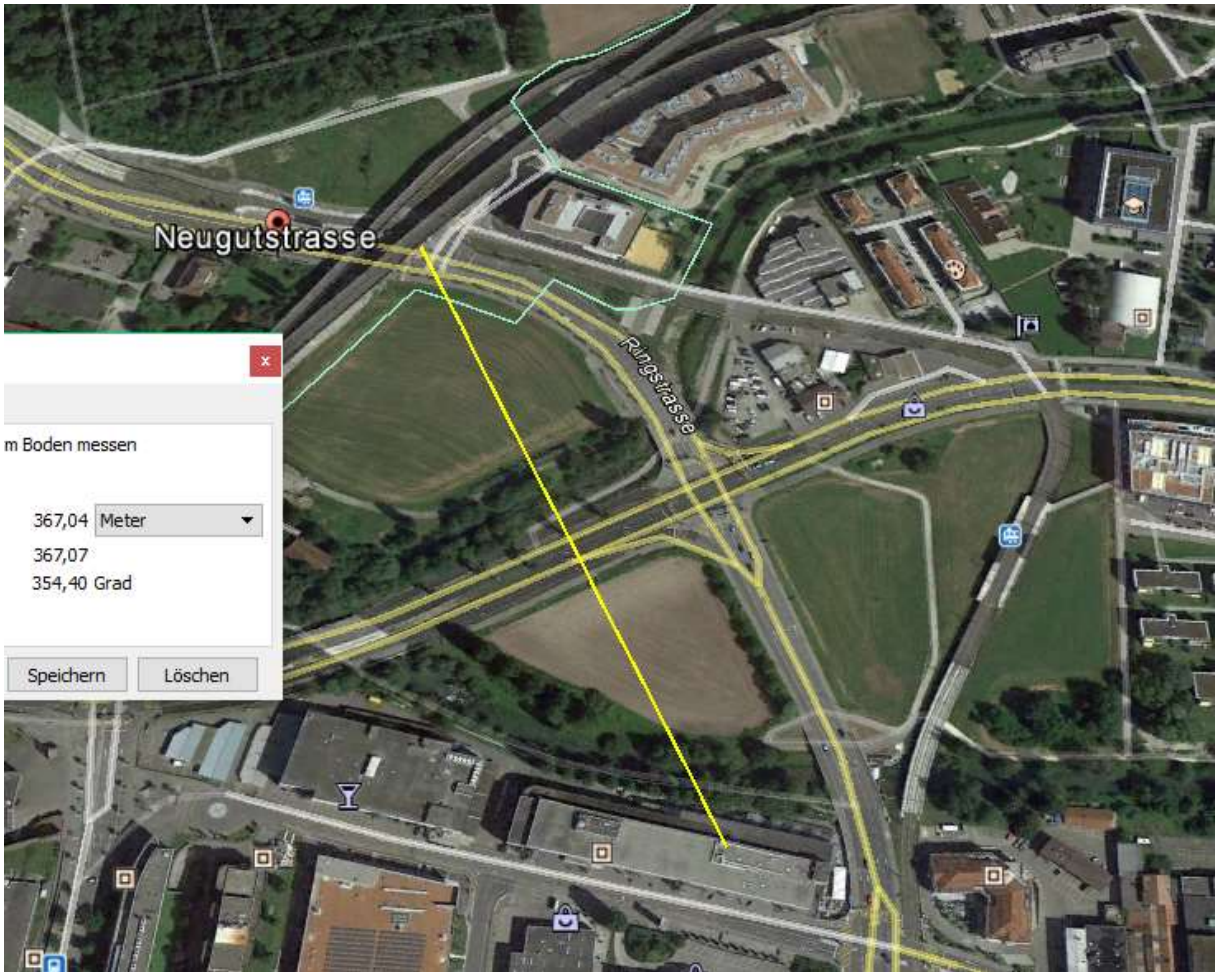 Neugutstrasse
Ringstrasse
x
m Boden messen
367,04 Meter
367,07
354,40 Grad
Speichern Löschen